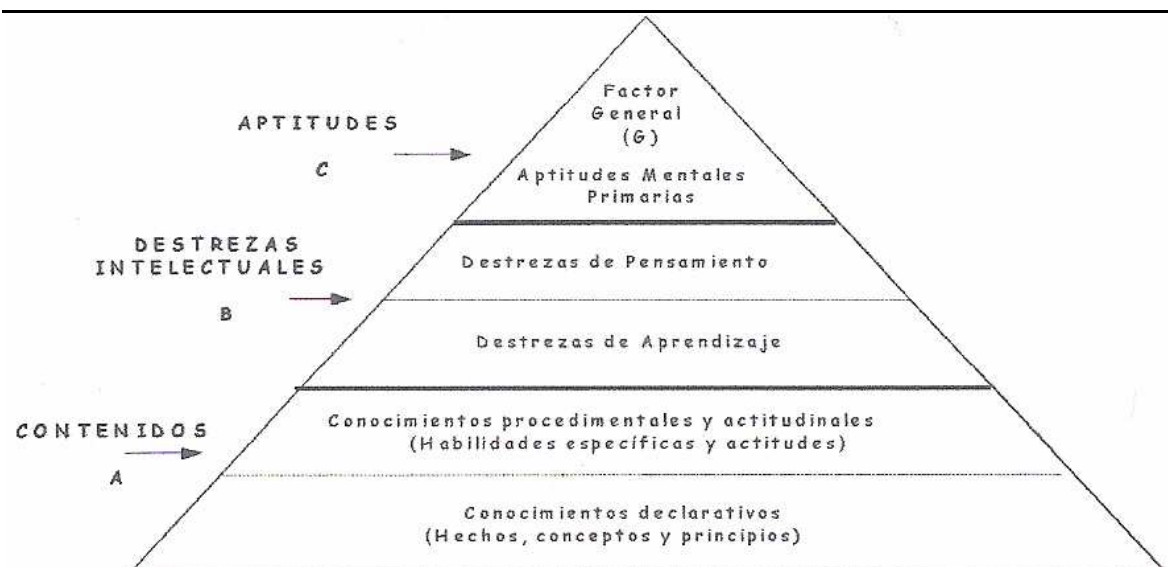 Factor
General
(G)
APTITUDES
C
Aptitudes Mentales
Primarias
DESTREZAS
INTELECTUALES
B
Destrezas de Pensamiento
Destrezas de Aprendizaje
CONTENIDOS
A
Conocimientos procedimentales y actitudinales
(Habilidades específicas y actitudes)
Conocimientos declarativos
(Hechos, conceptos y principios)